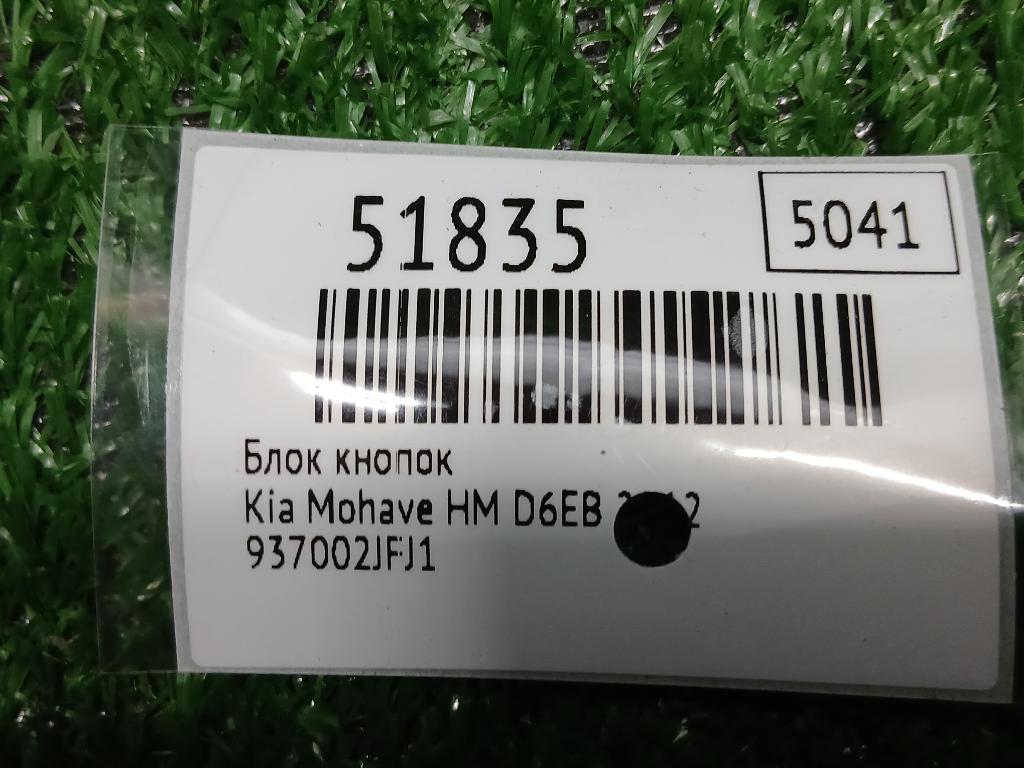 51835
5041
Блок кнопок
Kia Mohave HM D6EB
937002JFJ1